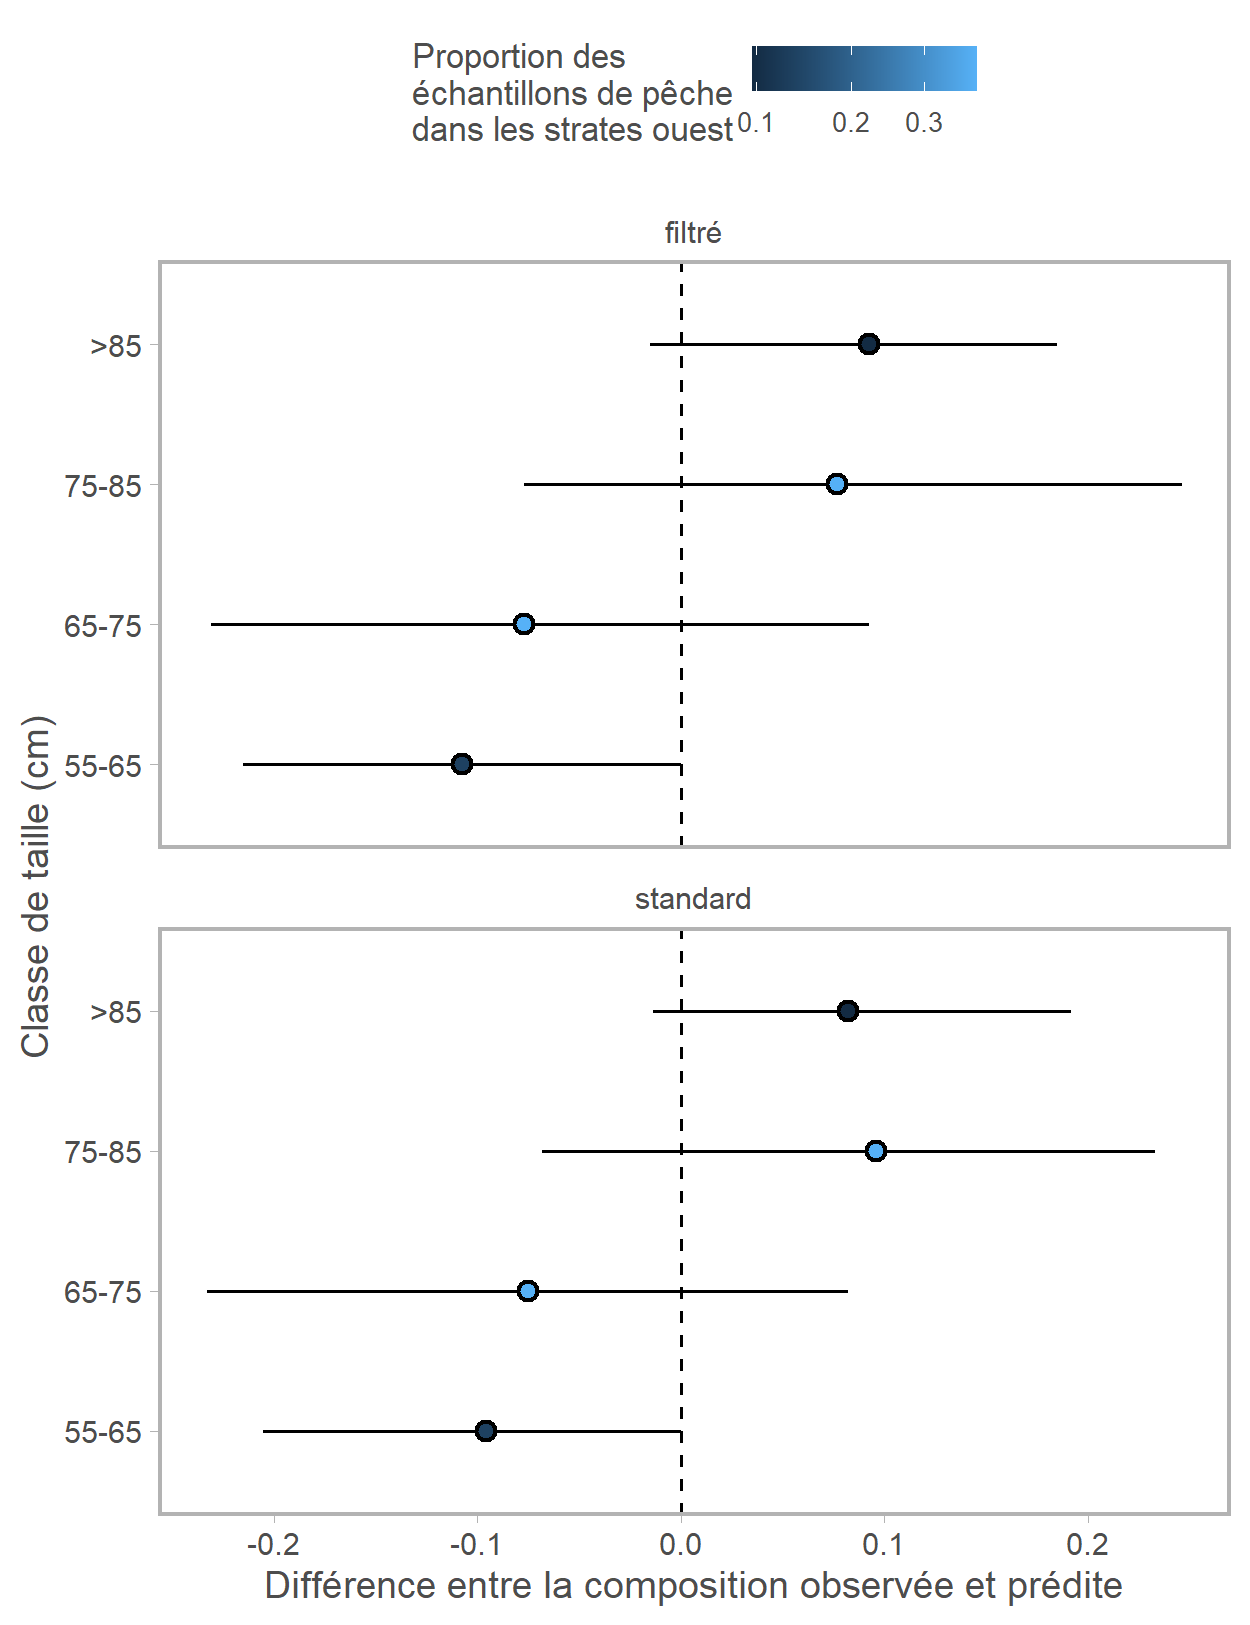 Proportion des
échantillons de pêche
dans les strates ouest
0.1 0.2 0.3
filtré
>85
75-85
65-75
55-65
Classe de taille (cm)
standard
>85
75-85
65-75
55-65
-0.2 -0.1 0.0 0.1 0.2
Différence entre la composition observée et prédite